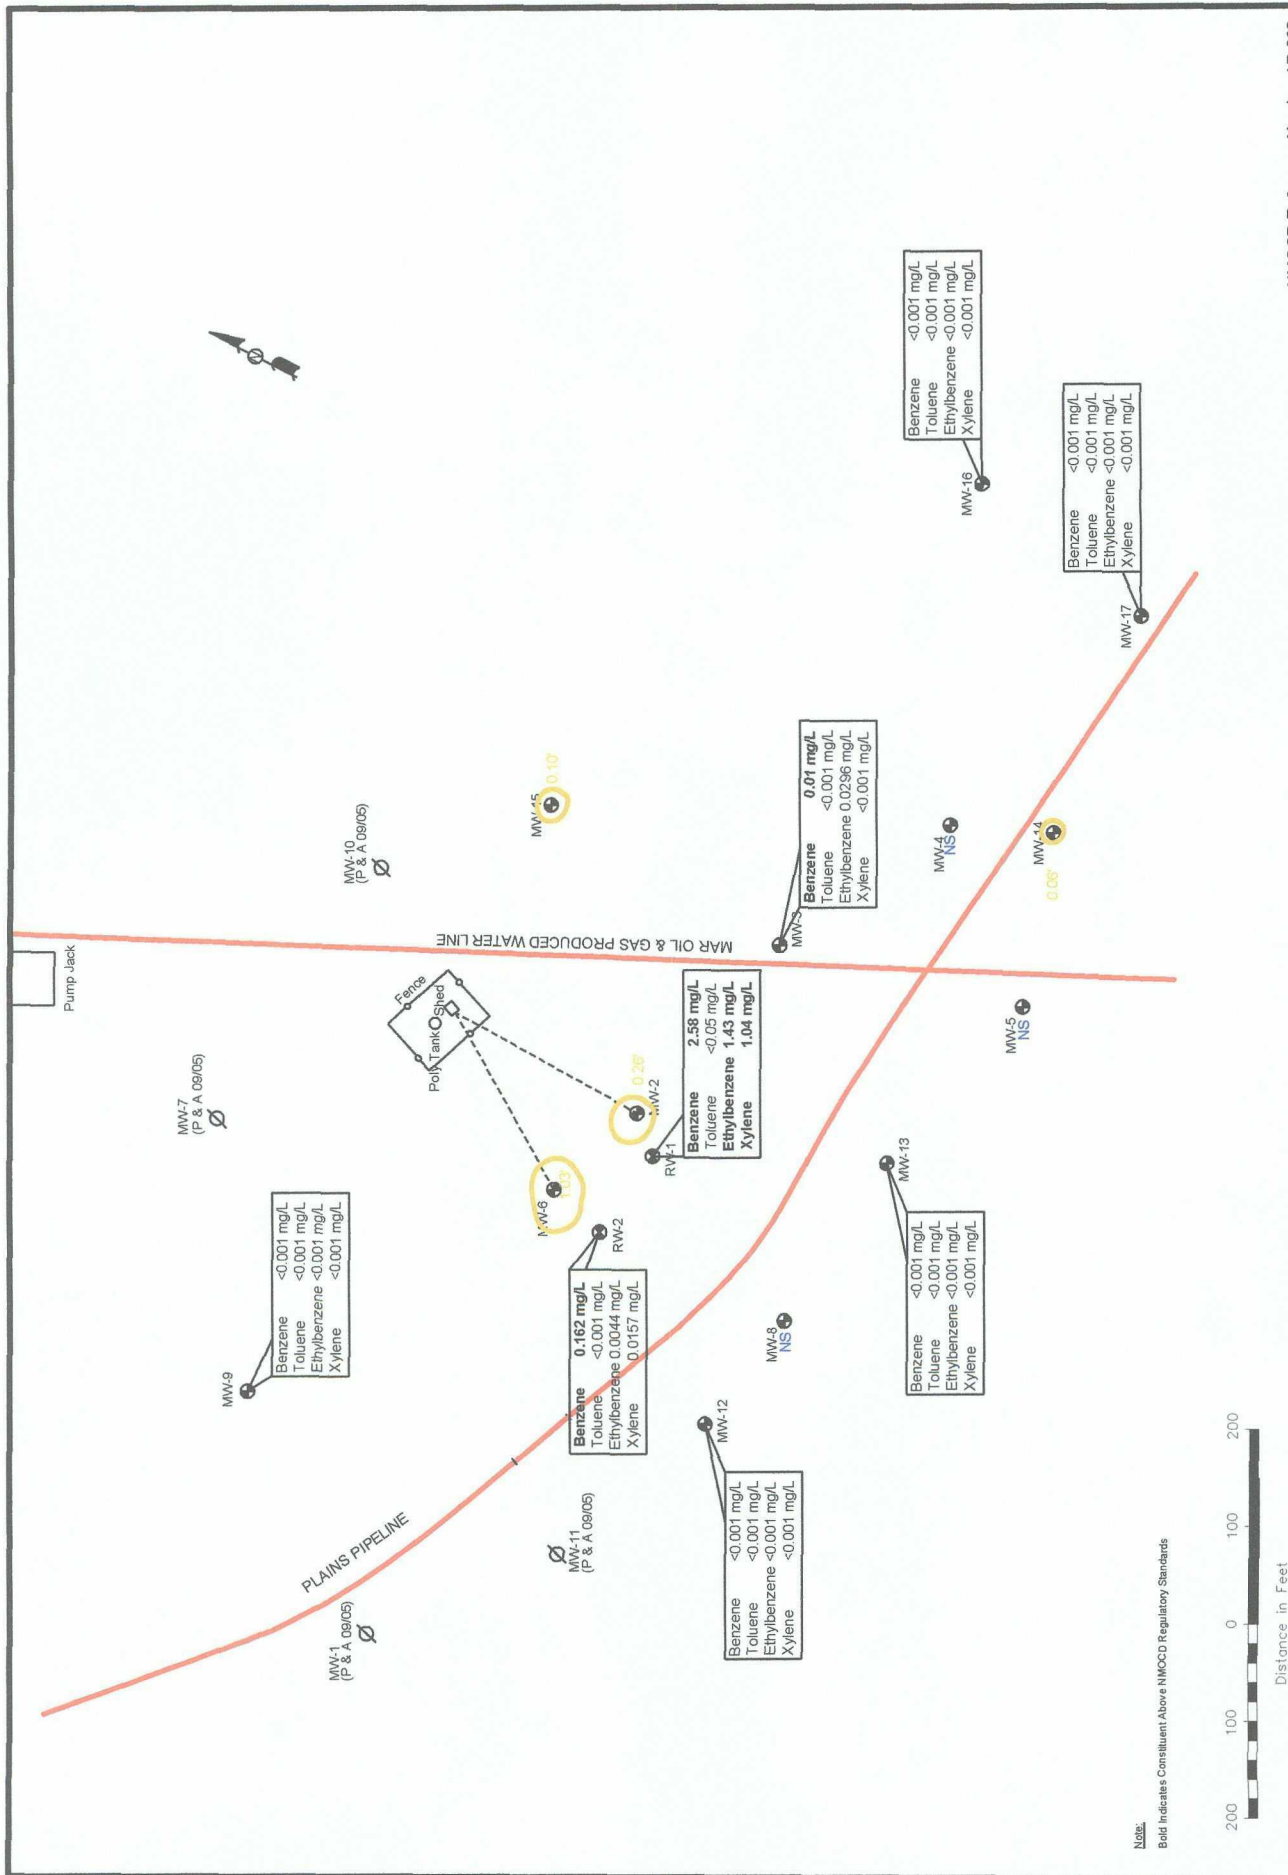 Pump Jack
MW-7
(P & A 09/05)
MW-10
(P & A 09/05)
MW-1
(P & A 09/05)
MW-11
(P & A 09/05)
PLAINS PIPELINE
MAR OIL & GAS PRODUCED WATER LINE
Fence
Poly Tank
Shed
MW-9
Benzene <0.001 mg/L
Toluene <0.001 mg/L
Ethylbenzene <0.001 mg/L
Xylene <0.001 mg/L
MW-6
1.03'
MW-2
0.26'
MW-15
0.10'
RW-2
Benzene 0.162 mg/L
Toluene <0.001 mg/L
Ethylbenzene 0.0044 mg/L
Xylene 0.0157 mg/L
RW-1
Benzene 2.58 mg/L
Toluene <0.05 mg/L
Ethylbenzene 1.43 mg/L
Xylene 1.04 mg/L
MW-3
Benzene 0.01 mg/L
Toluene <0.001 mg/L
Ethylbenzene 0.0296 mg/L
Xylene <0.001 mg/L
MW-12
Benzene <0.001 mg/L
Toluene <0.001 mg/L
Ethylbenzene <0.001 mg/L
Xylene <0.001 mg/L
MW-8
NS
MW-13
Benzene <0.001 mg/L
Toluene <0.001 mg/L
Ethylbenzene <0.001 mg/L
Xylene <0.001 mg/L
MW-5
NS
MW-4
NS
MW-14
0.06'
MW-16
Benzene <0.001 mg/L
Toluene <0.001 mg/L
Ethylbenzene <0.001 mg/L
Xylene <0.001 mg/L
MW-17
Benzene <0.001 mg/L
Toluene <0.001 mg/L
Ethylbenzene <0.001 mg/L
Xylene <0.001 mg/L
Note:
Bold Indicates Constituent Above NMOCD Regulatory Standards
200 100 0 100 200
Distance in Feet